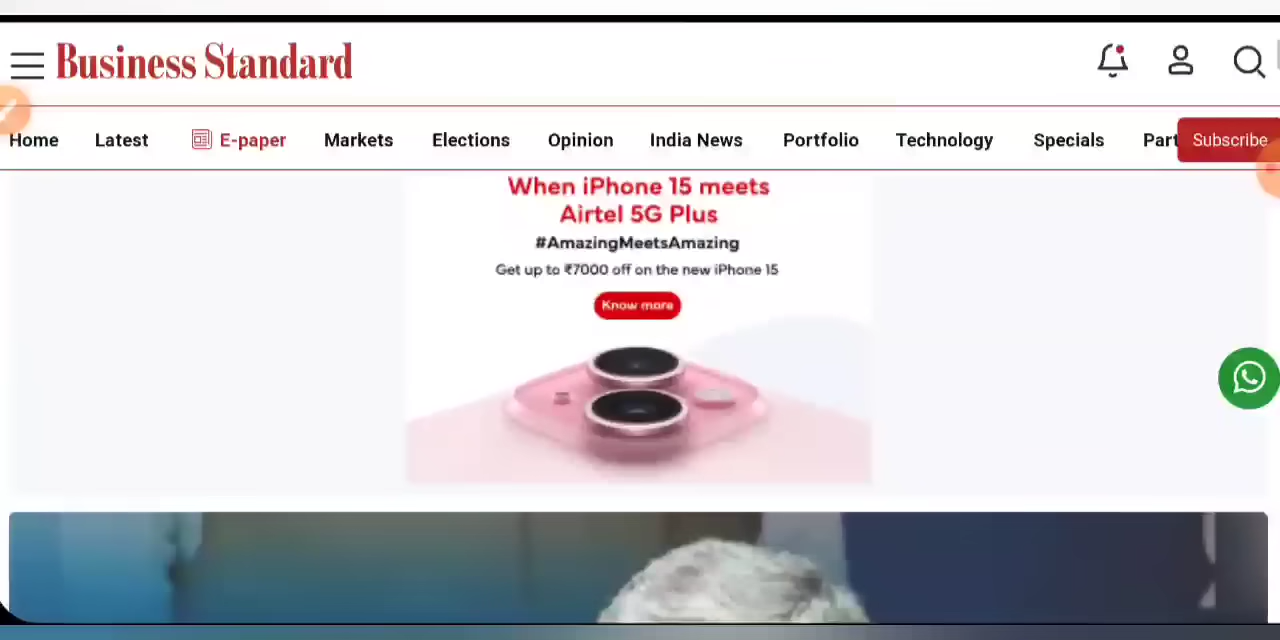 Business Standard
Home Latest E-paper Markets Elections Opinion India News Portfolio Technology Specials Part Subscribe
When iPhone 15 meets
Airtel 5G Plus
#AmazingMeetsAmazing
Get up to ₹7000 off on the new iPhone 15
Know more